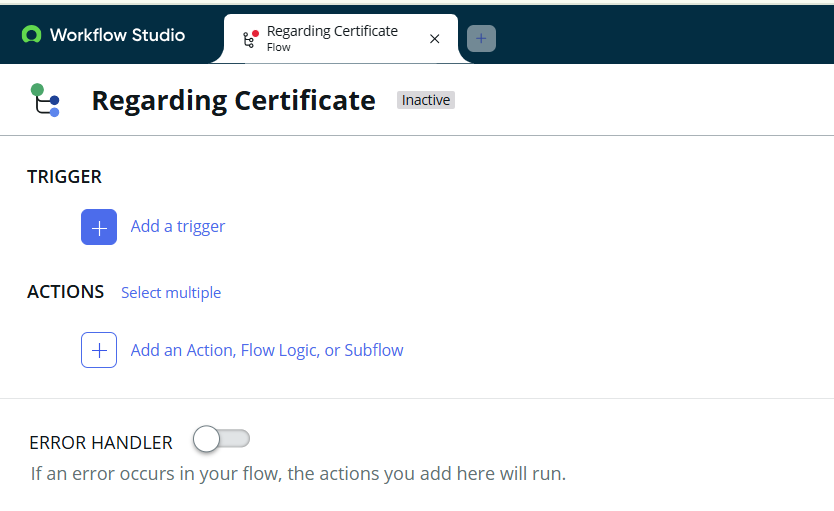 Workflow Studio
Regarding Certificate
Flow
Regarding Certificate
Inactive
TRIGGER
Add a trigger
ACTIONS
Select multiple
Add an Action, Flow Logic, or Subflow
ERROR HANDLER
If an error occurs in your flow, the actions you add here will run.